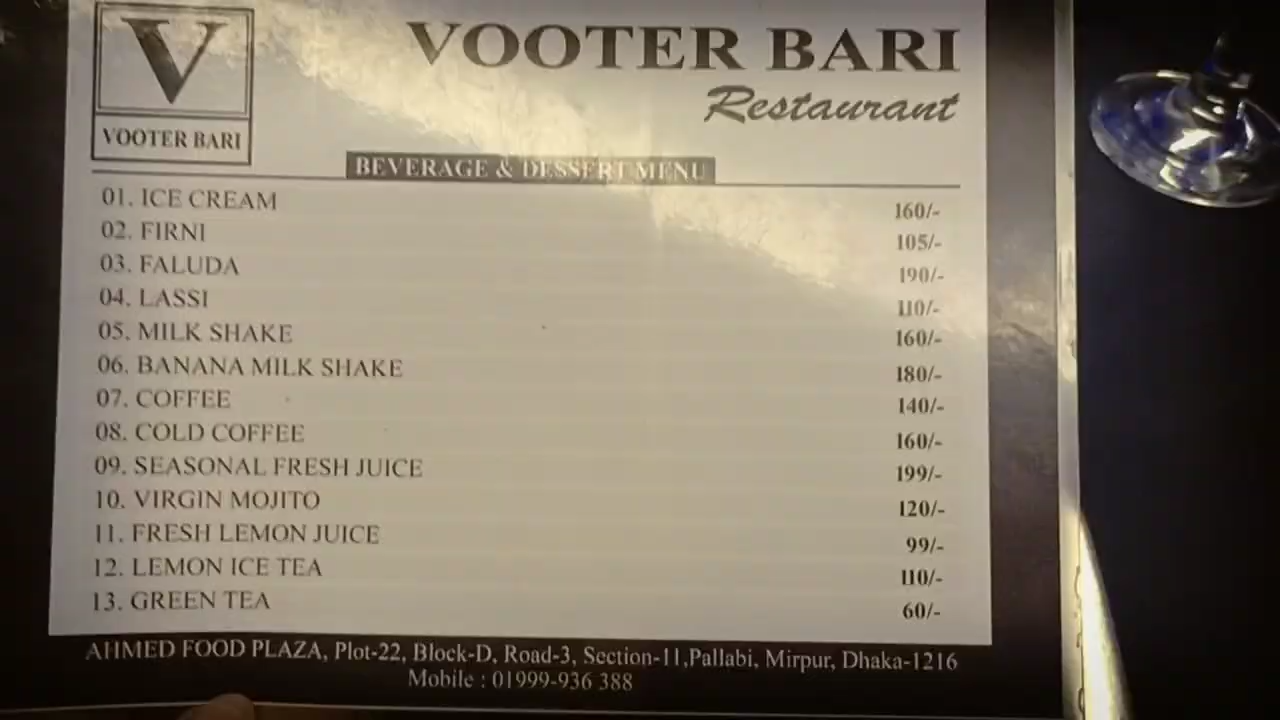 V
VOOTER BARI
VOOTER BARI
Restaurant
BEVERAGE & DESSERT MENU
01. ICE CREAM 160/-
02. FIRNI 105/-
03. FALUDA 190/-
04. LASSI 110/-
05. MILK SHAKE 160/-
06. BANANA MILK SHAKE 180/-
07. COFFEE 140/-
08. COLD COFFEE 160/-
09. SEASONAL FRESH JUICE 199/-
10. VIRGIN MOJITO 120/-
11. FRESH LEMON JUICE 99/-
12. LEMON ICE TEA 110/-
13. GREEN TEA 60/-
AHMED FOOD PLAZA, Plot-22, Block-D, Road-3, Section-11,Pallabi, Mirpur, Dhaka-1216
Mobile : 01999-936 388